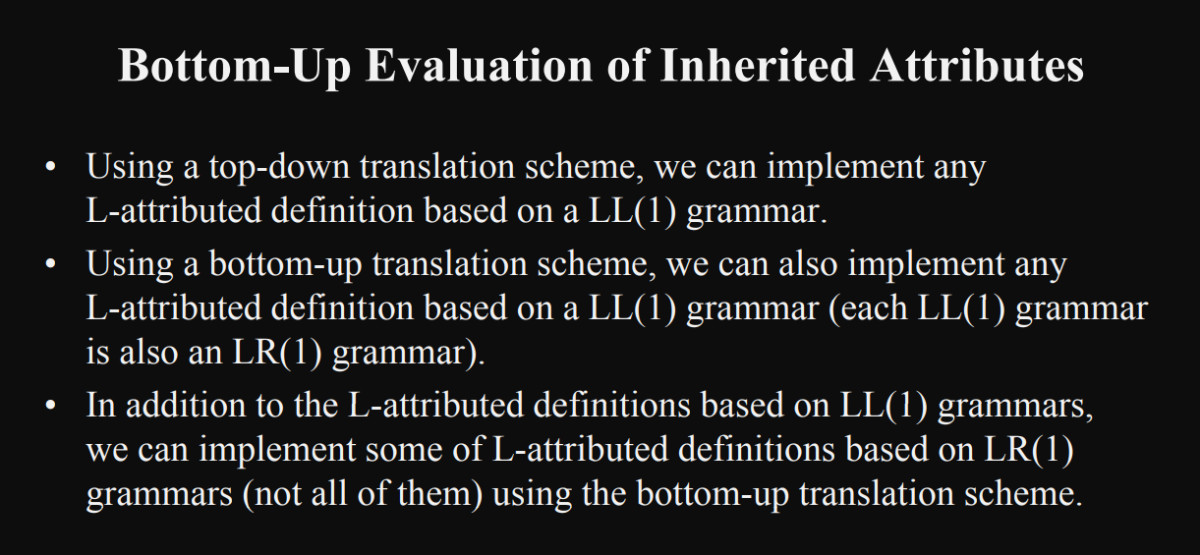 Bottom-Up Evaluation of Inherited Attributes
• Using a top-down translation scheme, we can implement any
L-attributed definition based on a LL(1) grammar.
• Using a bottom-up translation scheme, we can also implement any
L-attributed definition based on a LL(1) grammar (each LL(1) grammar
is also an LR(1) grammar).
• In addition to the L-attributed definitions based on LL(1) grammars,
we can implement some of L-attributed definitions based on LR(1)
grammars (not all of them) using the bottom-up translation scheme.